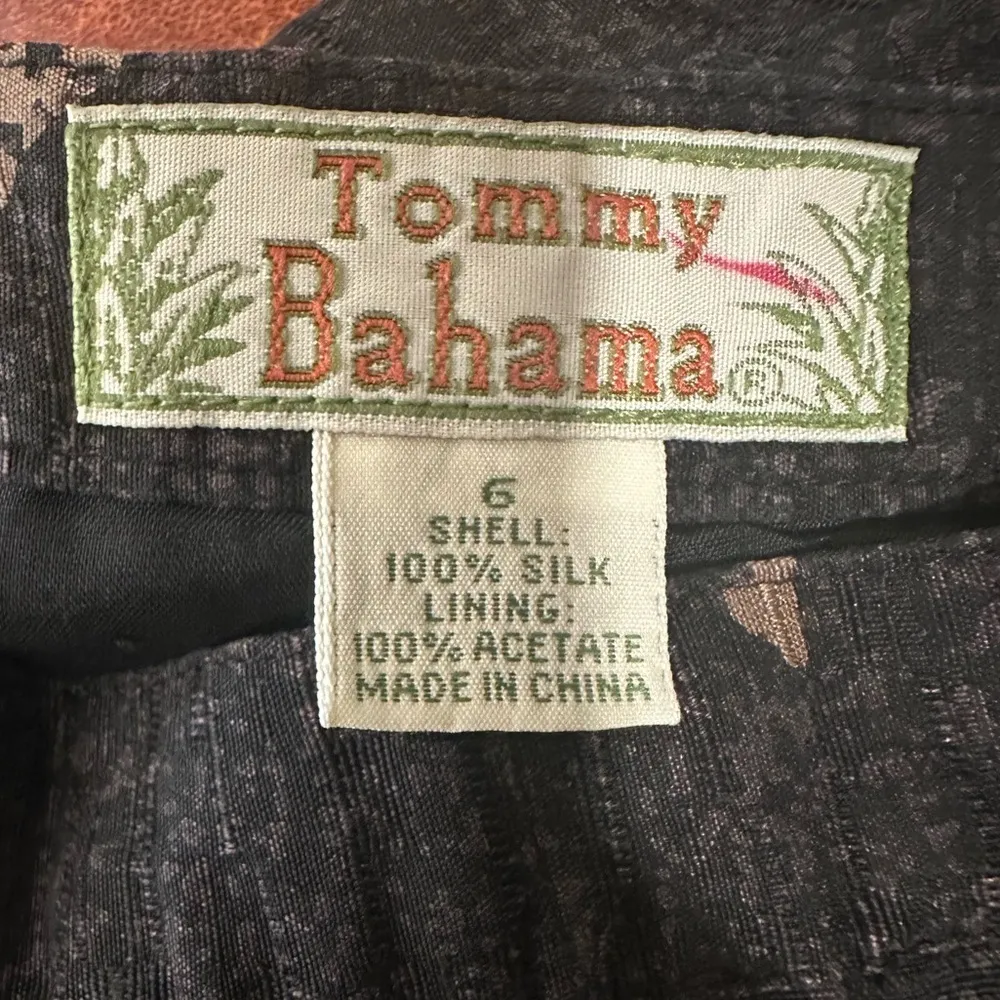 Tommy
Bahama®
6
SHELL:
100% SILK
LINING:
100% ACETATE
MADE IN CHINA